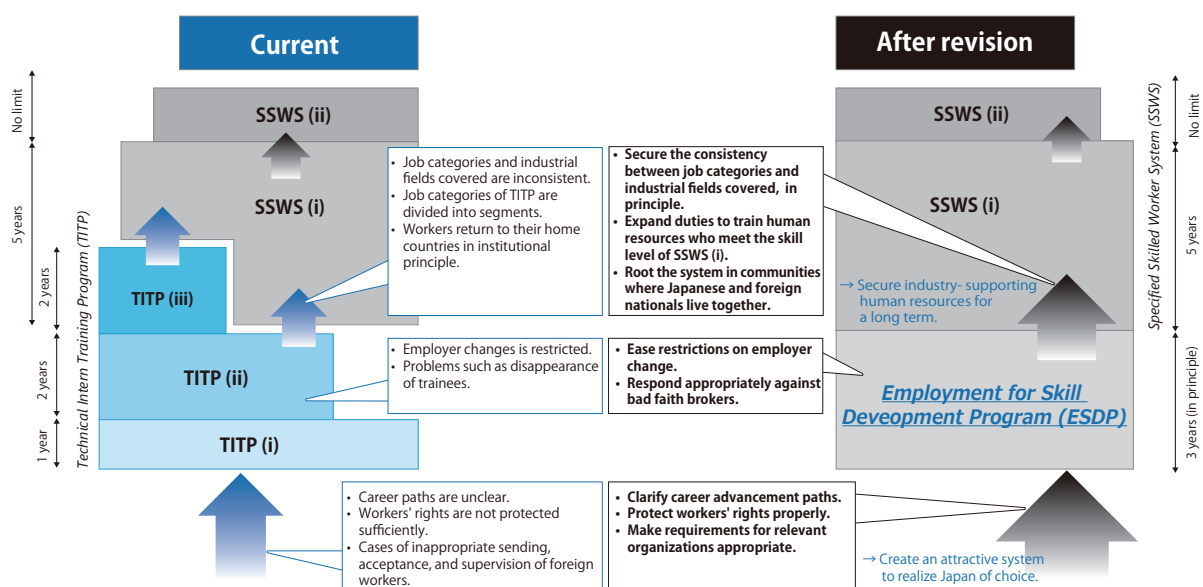 Current
After revision
No limit
5 years
2 years
2 years
1 year
Technical Intern Training Program (TITP)
SSWS (ii)
SSWS (i)
TITP (iii)
TITP (ii)
TITP (i)
• Job categories and industrial
fields covered are inconsistent.
• Job categories of TITP are
divided into segments.
• Workers return to their home
countries in institutional
principle.
• Employer changes is restricted.
• Problems such as disappearance
of trainees.
• Career paths are unclear.
• Workers' rights are not protected
sufficiently.
• Cases of inappropriate sending,
acceptance, and supervision of foreign
workers.
• Secure the consistency
between job categories and
industrial fields covered, in
principle.
• Expand duties to train human
resources who meet the skill
level of SSWS (i).
• Root the system in communities
where Japanese and foreign
nationals live together.
• Ease restrictions on employer
change.
• Respond appropriately against
bad faith brokers.
• Clarify career advancement paths.
• Protect workers' rights properly.
• Make requirements for relevant
organizations appropriate.
SSWS (ii)
SSWS (i)
→ Secure industry- supporting
human resources for
a long term.
Employment for Skill
Deveopment Program (ESDP)
→ Create an attractive system
to realize Japan of choice.
Specified Skilled Worker System (SSWS)
No limit
5 years
3 years (in principle)